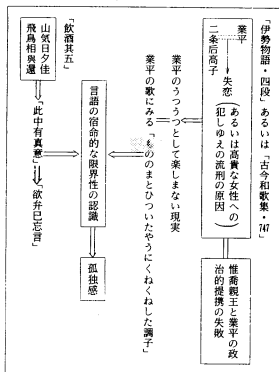 「伊勢物語・四段」あるいは「古今和歌集・747」
業平
失恋
二条后高子
(あるいは高貴な女性への
犯しゆえの流刑の原因)
惟喬親王と業平の政
治的提携の失敗
業平のうつうつとして楽しまない現実
業平の歌にみる「もののまとひついたやうにくねくねした調子」
言語の宿命的な限界性の認識
孤独感
「飲酒其五」
山気日夕佳
飛鳥相與還
「此中有真意」
「欲弁已忘言」